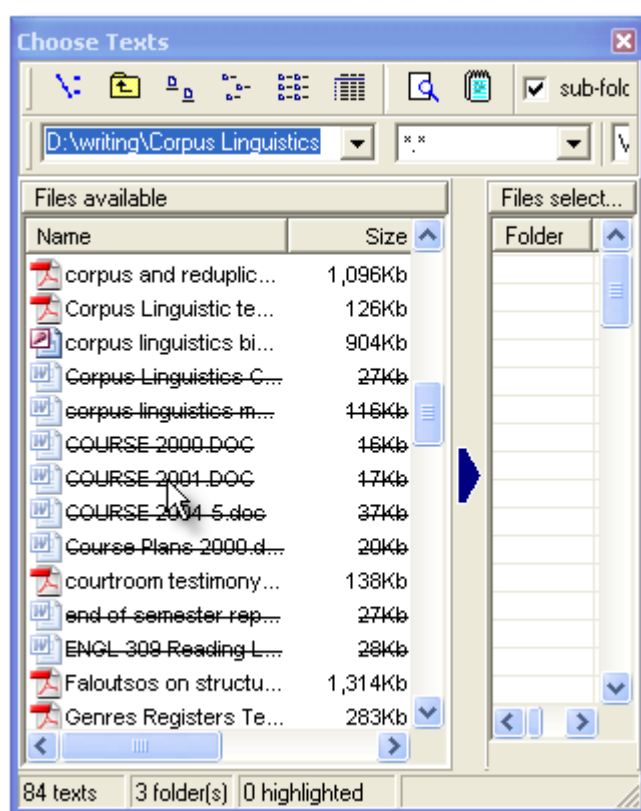 Choose Texts
sub-fold
D:\writing\Corpus Linguistics *.* \
Files available Files select...
Name Size Folder
corpus and reduplic... 1,096Kb
Corpus Linguistic te... 126Kb
corpus linguistics bi... 904Kb
Corpus Linguistics C... 27Kb
corpus linguistics m... 116Kb
COURSE 2000.DOC 16Kb
COURSE 2001.DOC 17Kb
COURSE 2004-5.doc 37Kb
Course Plans 2000.d... 20Kb
courtroom testimony... 138Kb
end of semester rep... 27Kb
ENGL 309 Reading L... 28Kb
Faloutsos on structu... 1,314Kb
Genres Registers Te... 283Kb
84 texts 3 folder(s) 0 highlighted